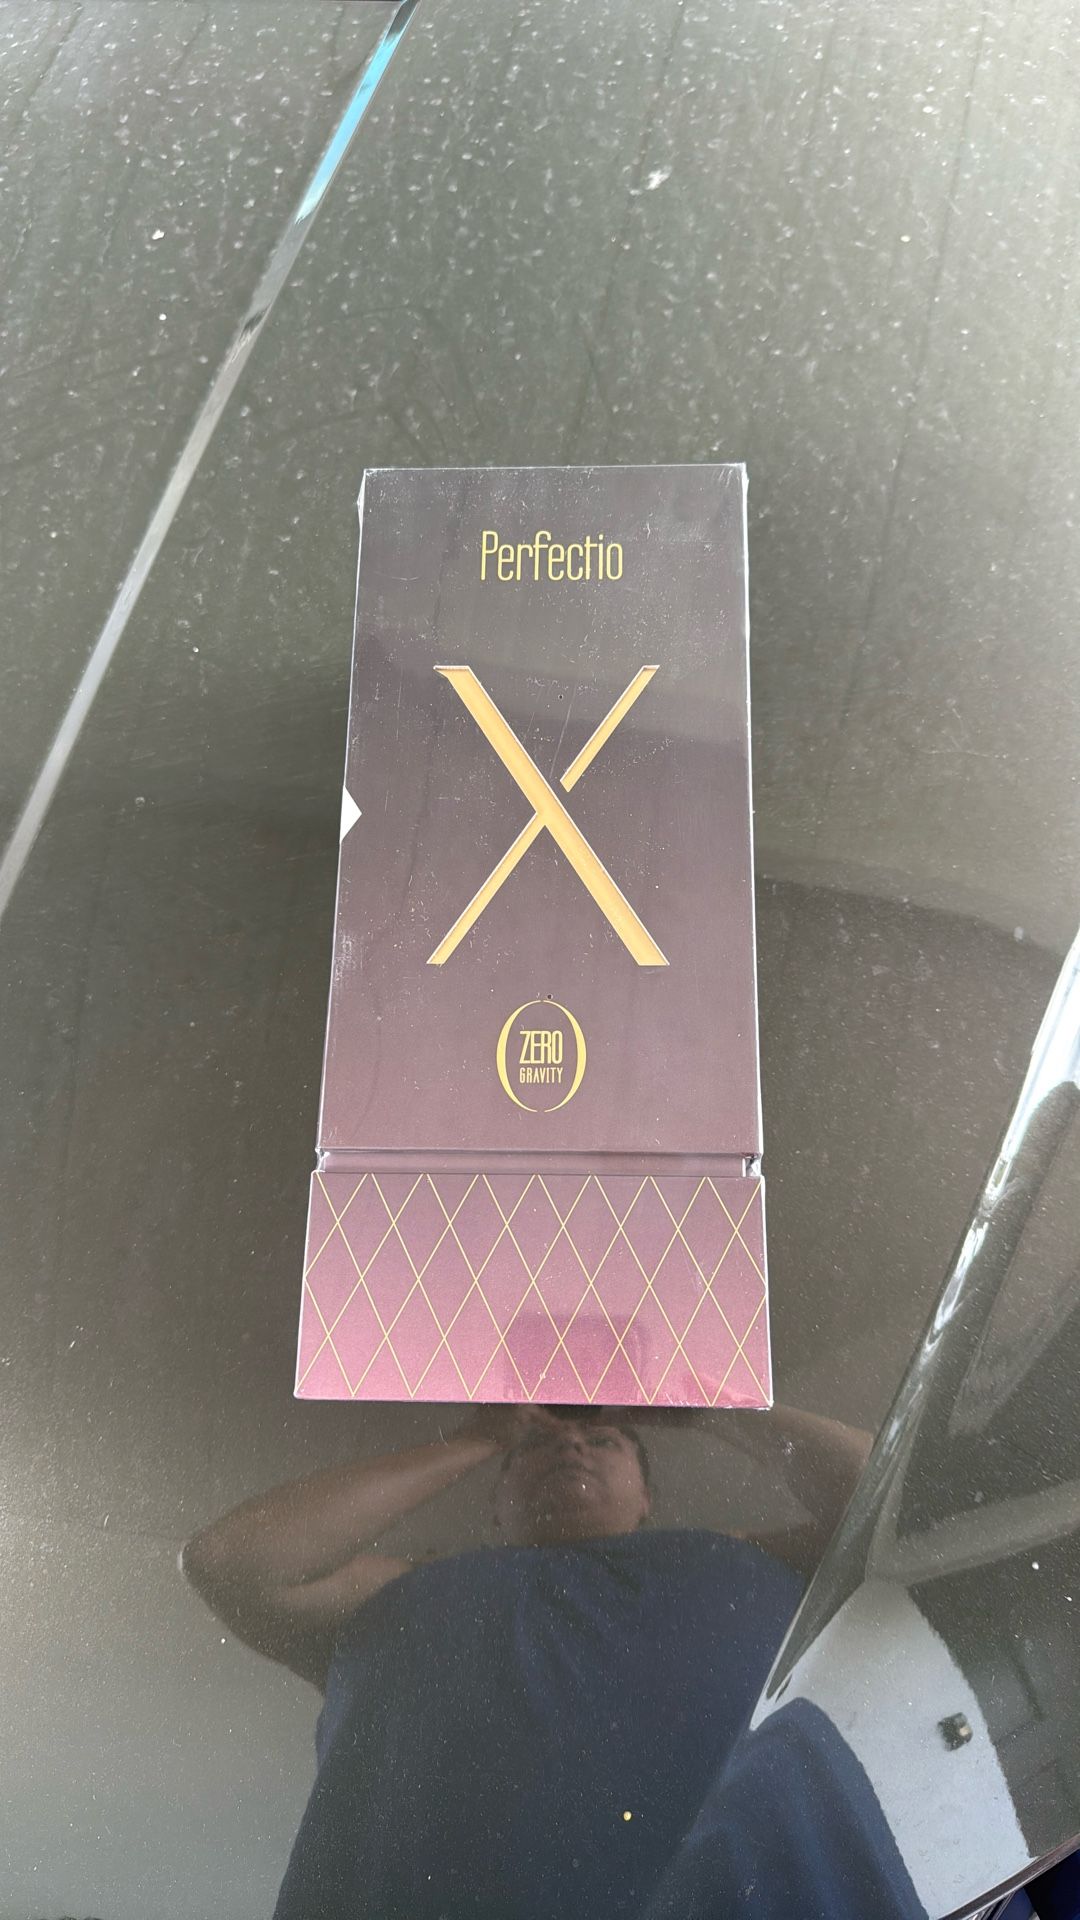 Perfectio
X
ZERO
GRAVITY